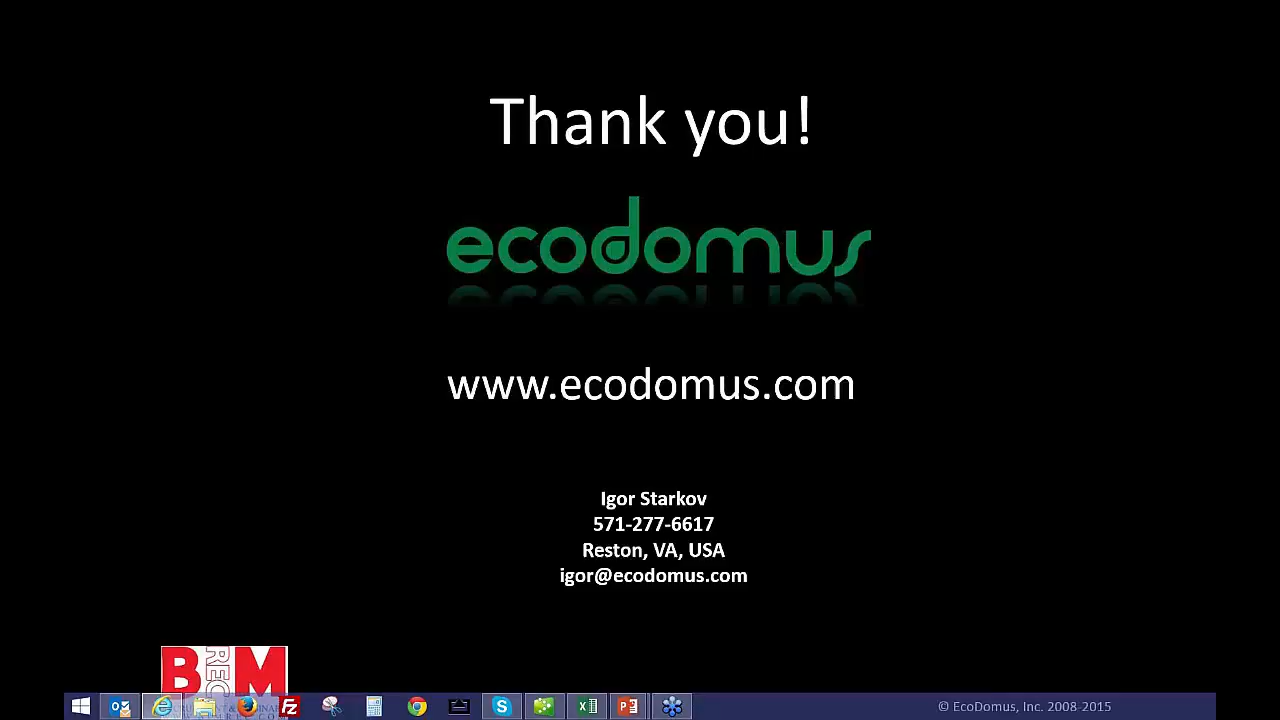 Thank you!
ecodomus
www.ecodomus.com
Igor Starkov
571-277-6617
Reston, VA, USA
igor@ecodomus.com
BIM
REC
© EcoDomus, Inc. 2008-2015